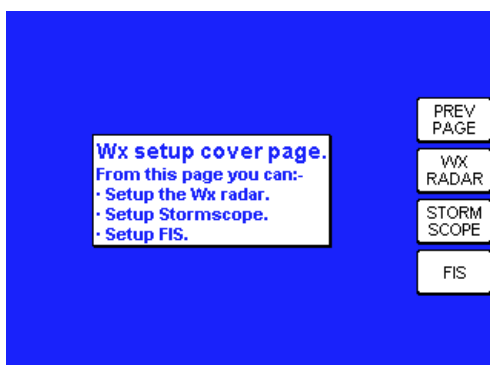 Wx setup cover page.
From this page you can:-
· Setup the Wx radar.
· Setup Stormscope.
· Setup FIS.
PREV
PAGE
WX
RADAR
STORM
SCOPE
FIS